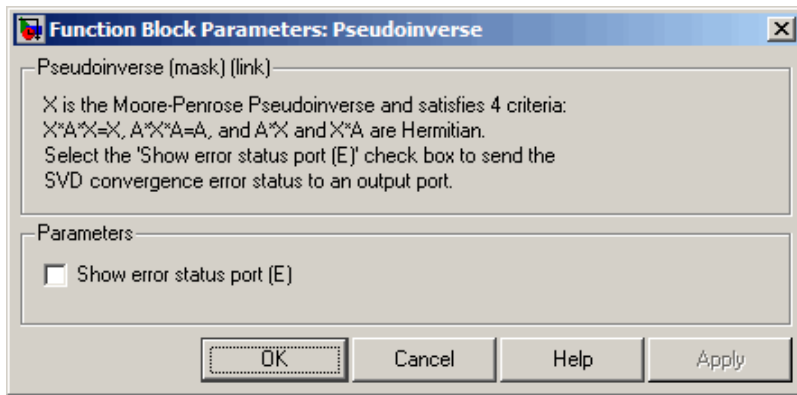 Function Block Parameters: Pseudoinverse
Pseudoinverse (mask) (link)
X is the Moore-Penrose Pseudoinverse and satisfies 4 criteria:
X*A*X=X, A*X*A=A, and A*X and X*A are Hermitian.
Select the 'Show error status port (E)' check box to send the
SVD convergence error status to an output port.
Parameters
Show error status port (E)
OK Cancel Help Apply